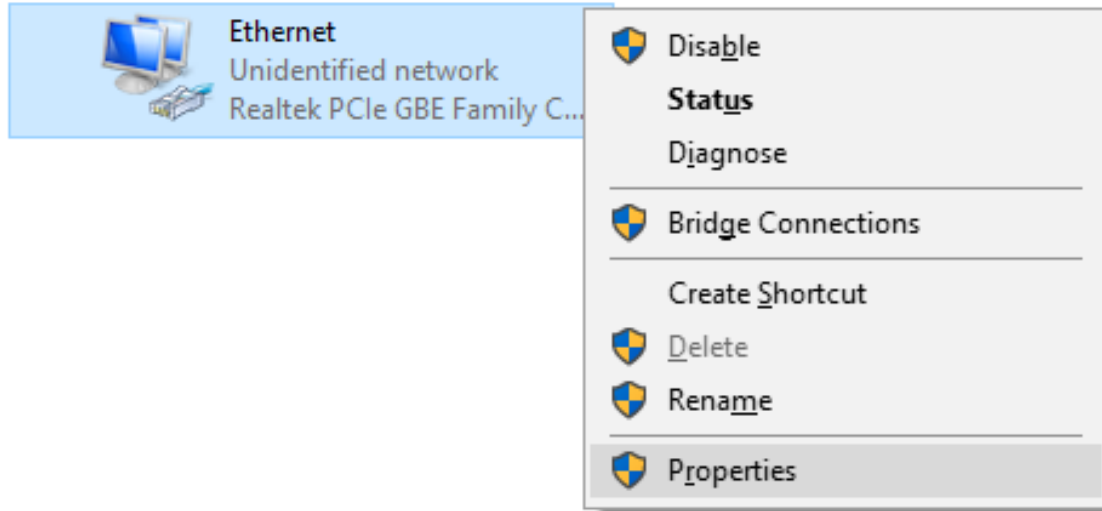 Ethernet
Unidentified network
Realtek PCIe GBE Family C...
Disable
Status
Diagnose
Bridge Connections
Create Shortcut
Delete
Rename
Properties